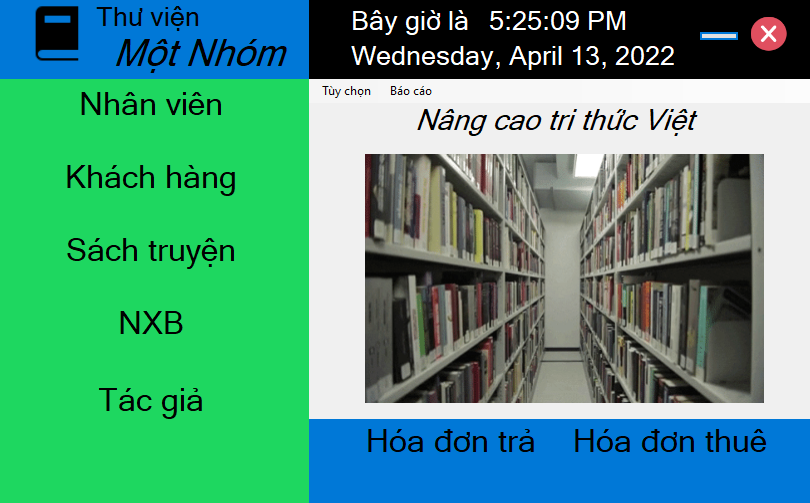 Thư viện
Một Nhóm
Bây giờ là 5:25:09 PM
Wednesday, April 13, 2022
Nhân viên
Khách hàng
Sách truyện
NXB
Tác giả
Tùy chọn Báo cáo
Nâng cao tri thức Việt
Hóa đơn trả Hóa đơn thuê